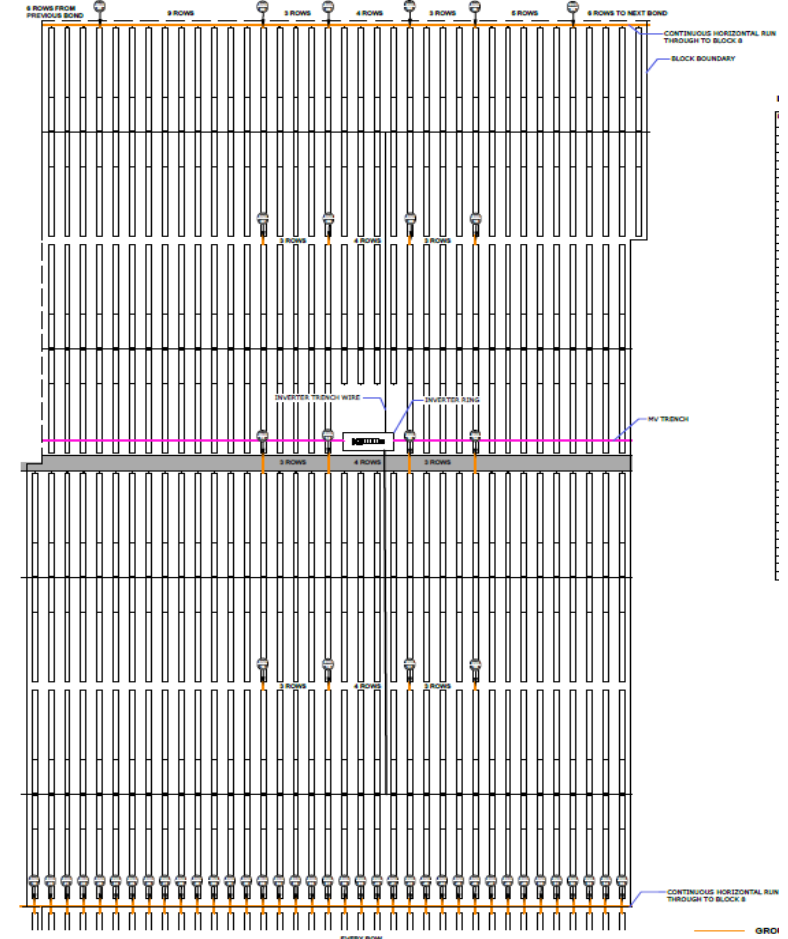 6 ROWS FROM
PREVIOUS BOND
9 ROWS
3 ROWS
4 ROWS
3 ROWS
5 ROWS
6 ROWS TO NEXT BOND
CONTINUOUS HORIZONTAL RUN
THROUGH TO BLOCK 8
BLOCK BOUNDARY
3 ROWS
4 ROWS
3 ROWS
INVERTER TRENCH WIRE
INVERTER RING
MV TRENCH
3 ROWS
4 ROWS
3 ROWS
3 ROWS
4 ROWS
3 ROWS
CONTINUOUS HORIZONTAL RUN
THROUGH TO BLOCK 8
EVERY ROW
GROU